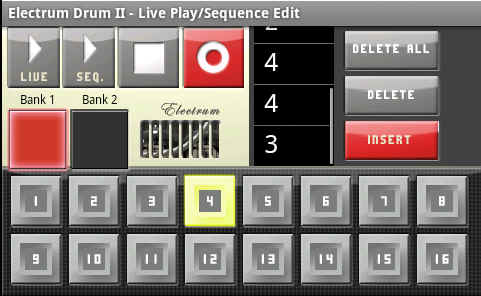 Electrum Drum II - Live Play/Sequence Edit
LIVE
SEQ.
Bank 1
Bank 2
Electrum
4
4
3
DELETE ALL
DELETE
INSERT
1 2 3 4 5 6 7 8
9 10 11 12 13 14 15 16